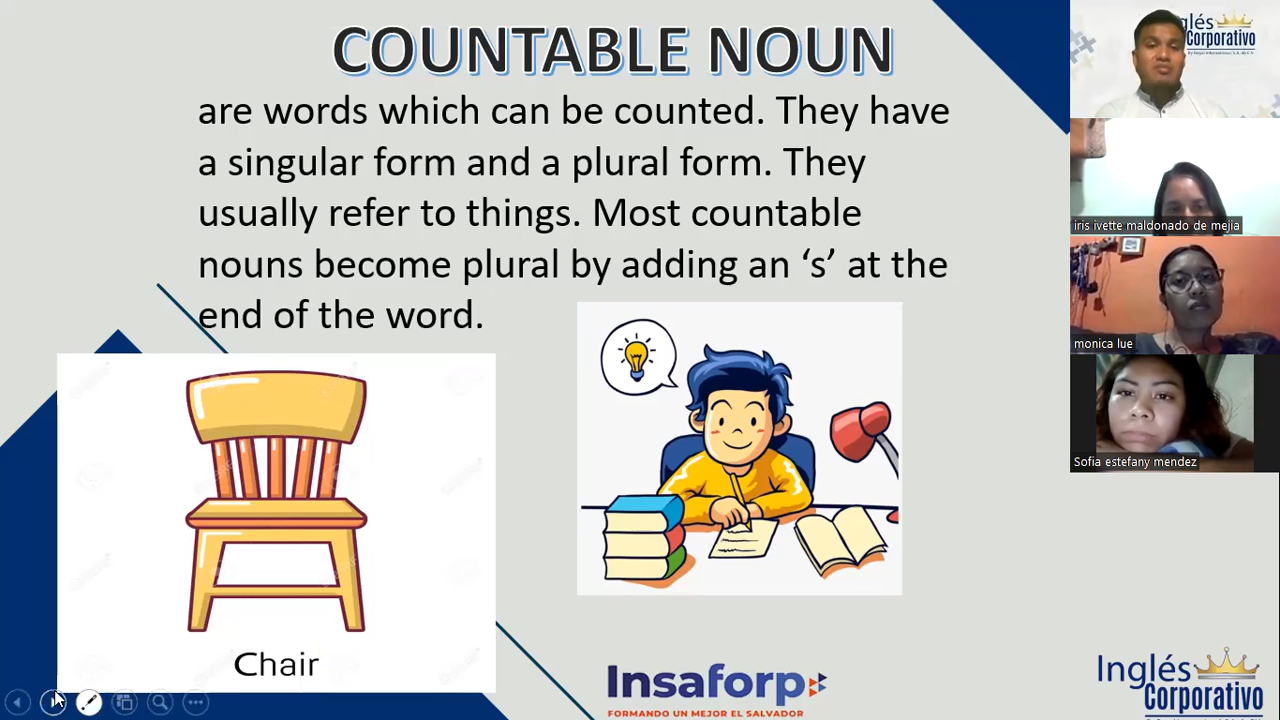 COUNTABLE NOUN
are words which can be counted. They have
a singular form and a plural form. They
usually refer to things. Most countable
nouns become plural by adding an ‘s’ at the
end of the word.
Chair
Insaforp
FORMANDO UN MEJOR EL SALVADOR
Inglés
Corporativo
glés
Corporativo
iris ivette maldonado de mejia
monica lue
Sofia estefany mendez